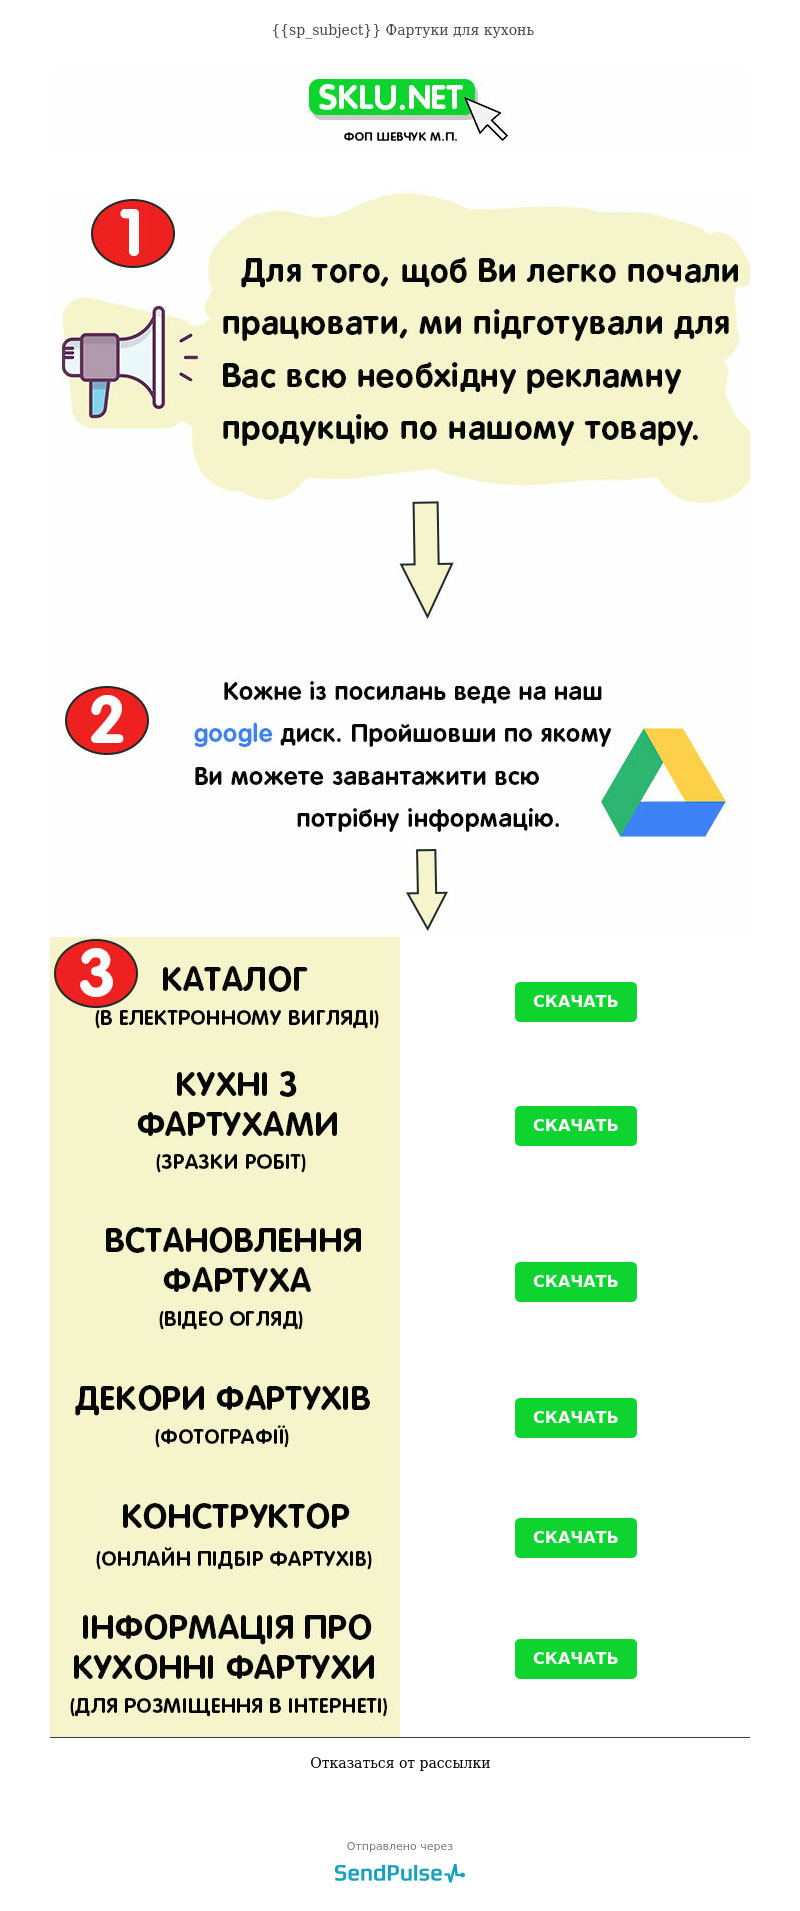 {{sp_subject}} Фартуки для кухонь
SKLU.NET
ФОП ШЕВЧУК М.П.
1
Для того, щоб Ви легко почали
працювати, ми підготували для
Вас всю необхідну рекламну
продукцію по нашому товару.
2
Кожне із посилань веде на наш
google диск. Пройшовши по якому
Ви можете завантажити всю
потрібну інформацію.
3
КАТАЛОГ
(В ЕЛЕКТРОННОМУ ВИГЛЯДІ)
СКАЧАТЬ
КУХНІ З
ФАРТУХАМИ
(ЗРАЗКИ РОБІТ)
СКАЧАТЬ
ВСТАНОВЛЕННЯ
ФАРТУХА
(ВІДЕО ОГЛЯД)
СКАЧАТЬ
ДЕКОРИ ФАРТУХІВ
(ФОТОГРАФІЇ)
СКАЧАТЬ
КОНСТРУКТОР
(ОНЛАЙН ПІДБІР ФАРТУХІВ)
СКАЧАТЬ
ІНФОРМАЦІЯ ПРО
КУХОННІ ФАРТУХИ
(ДЛЯ РОЗМІЩЕННЯ В ІНТЕРНЕТІ)
СКАЧАТЬ
Отказаться от рассылки
Отправлено через
SendPulse